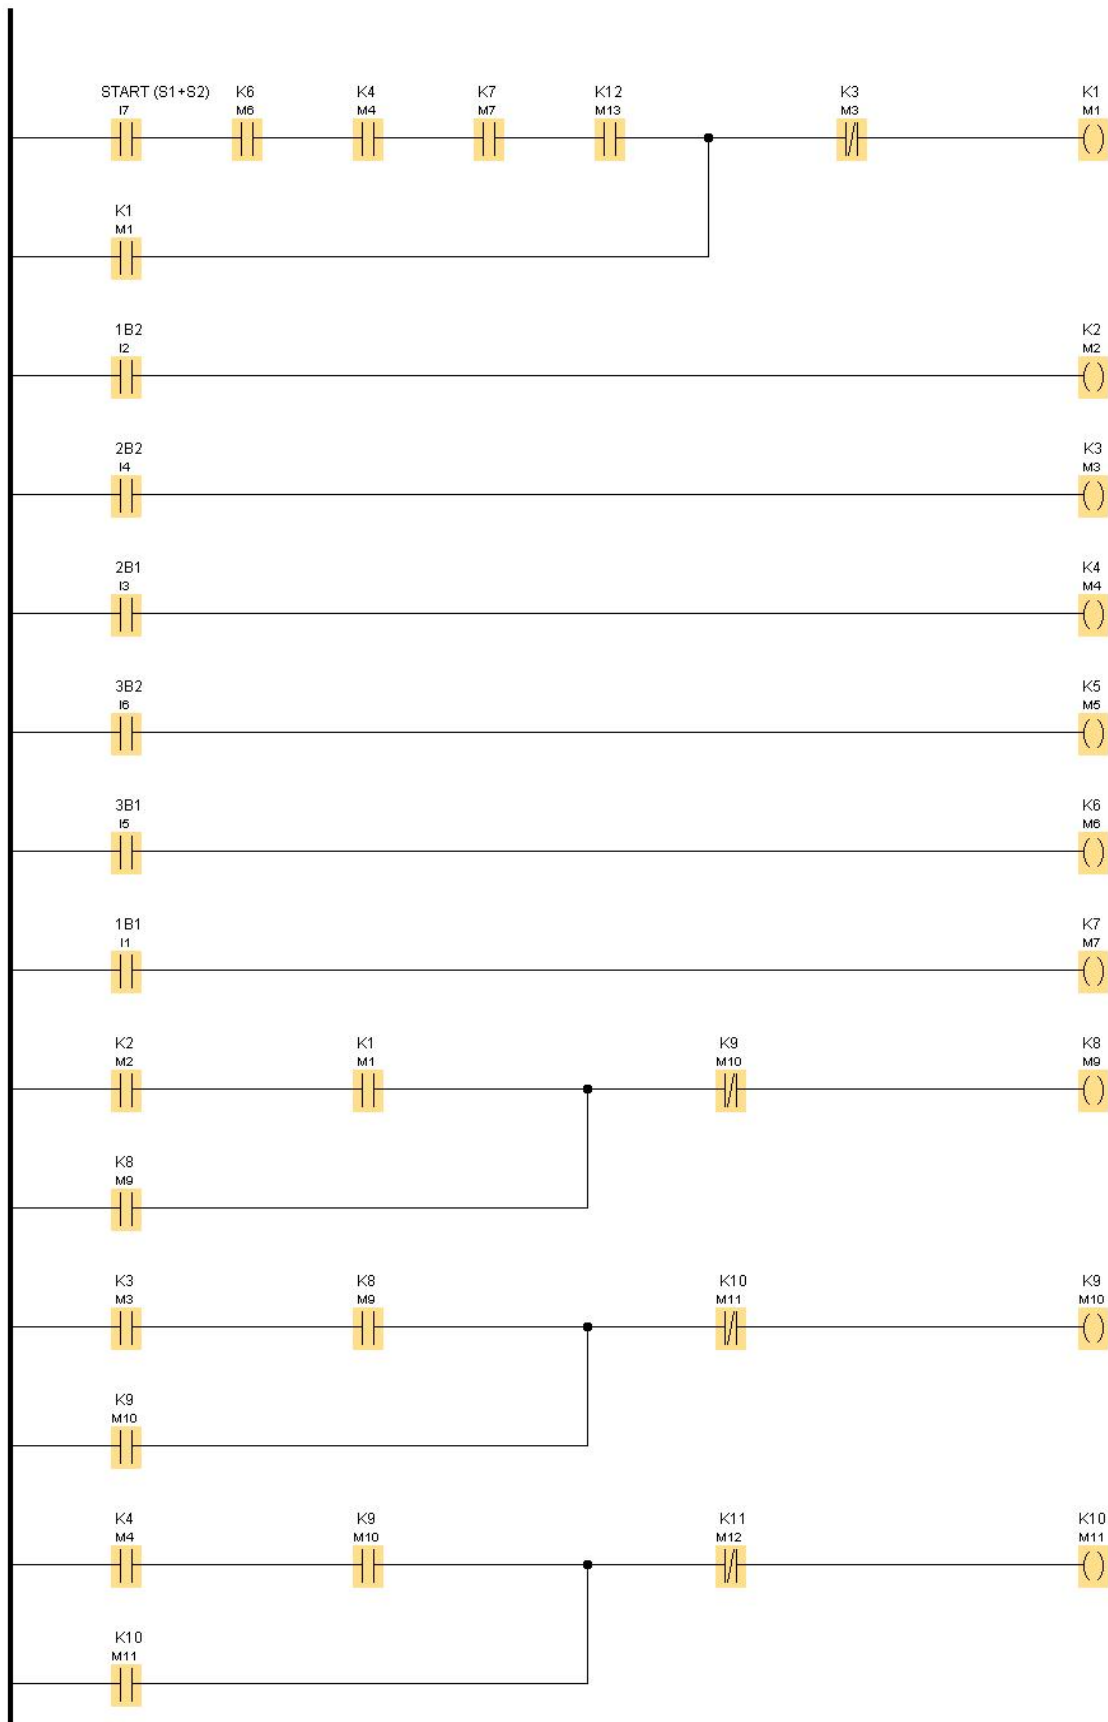 START (S1+S2) K6 K4 K7 K12 K3 K1
I7 M6 M4 M7 M13 M3 M1
K1
M1
1B2 K2
I2 M2
2B2 K3
I4 M3
2B1 K4
I3 M4
3B2 K5
I6 M5
3B1 K6
I5 M6
1B1 K7
I1 M7
K2 K1 K9 K8
M2 M1 M10 M9
K8
M9
K3 K8 K10 K9
M3 M9 M11 M10
K9
M10
K4 K9 K11 K10
M4 M10 M12 M11
K10
M11